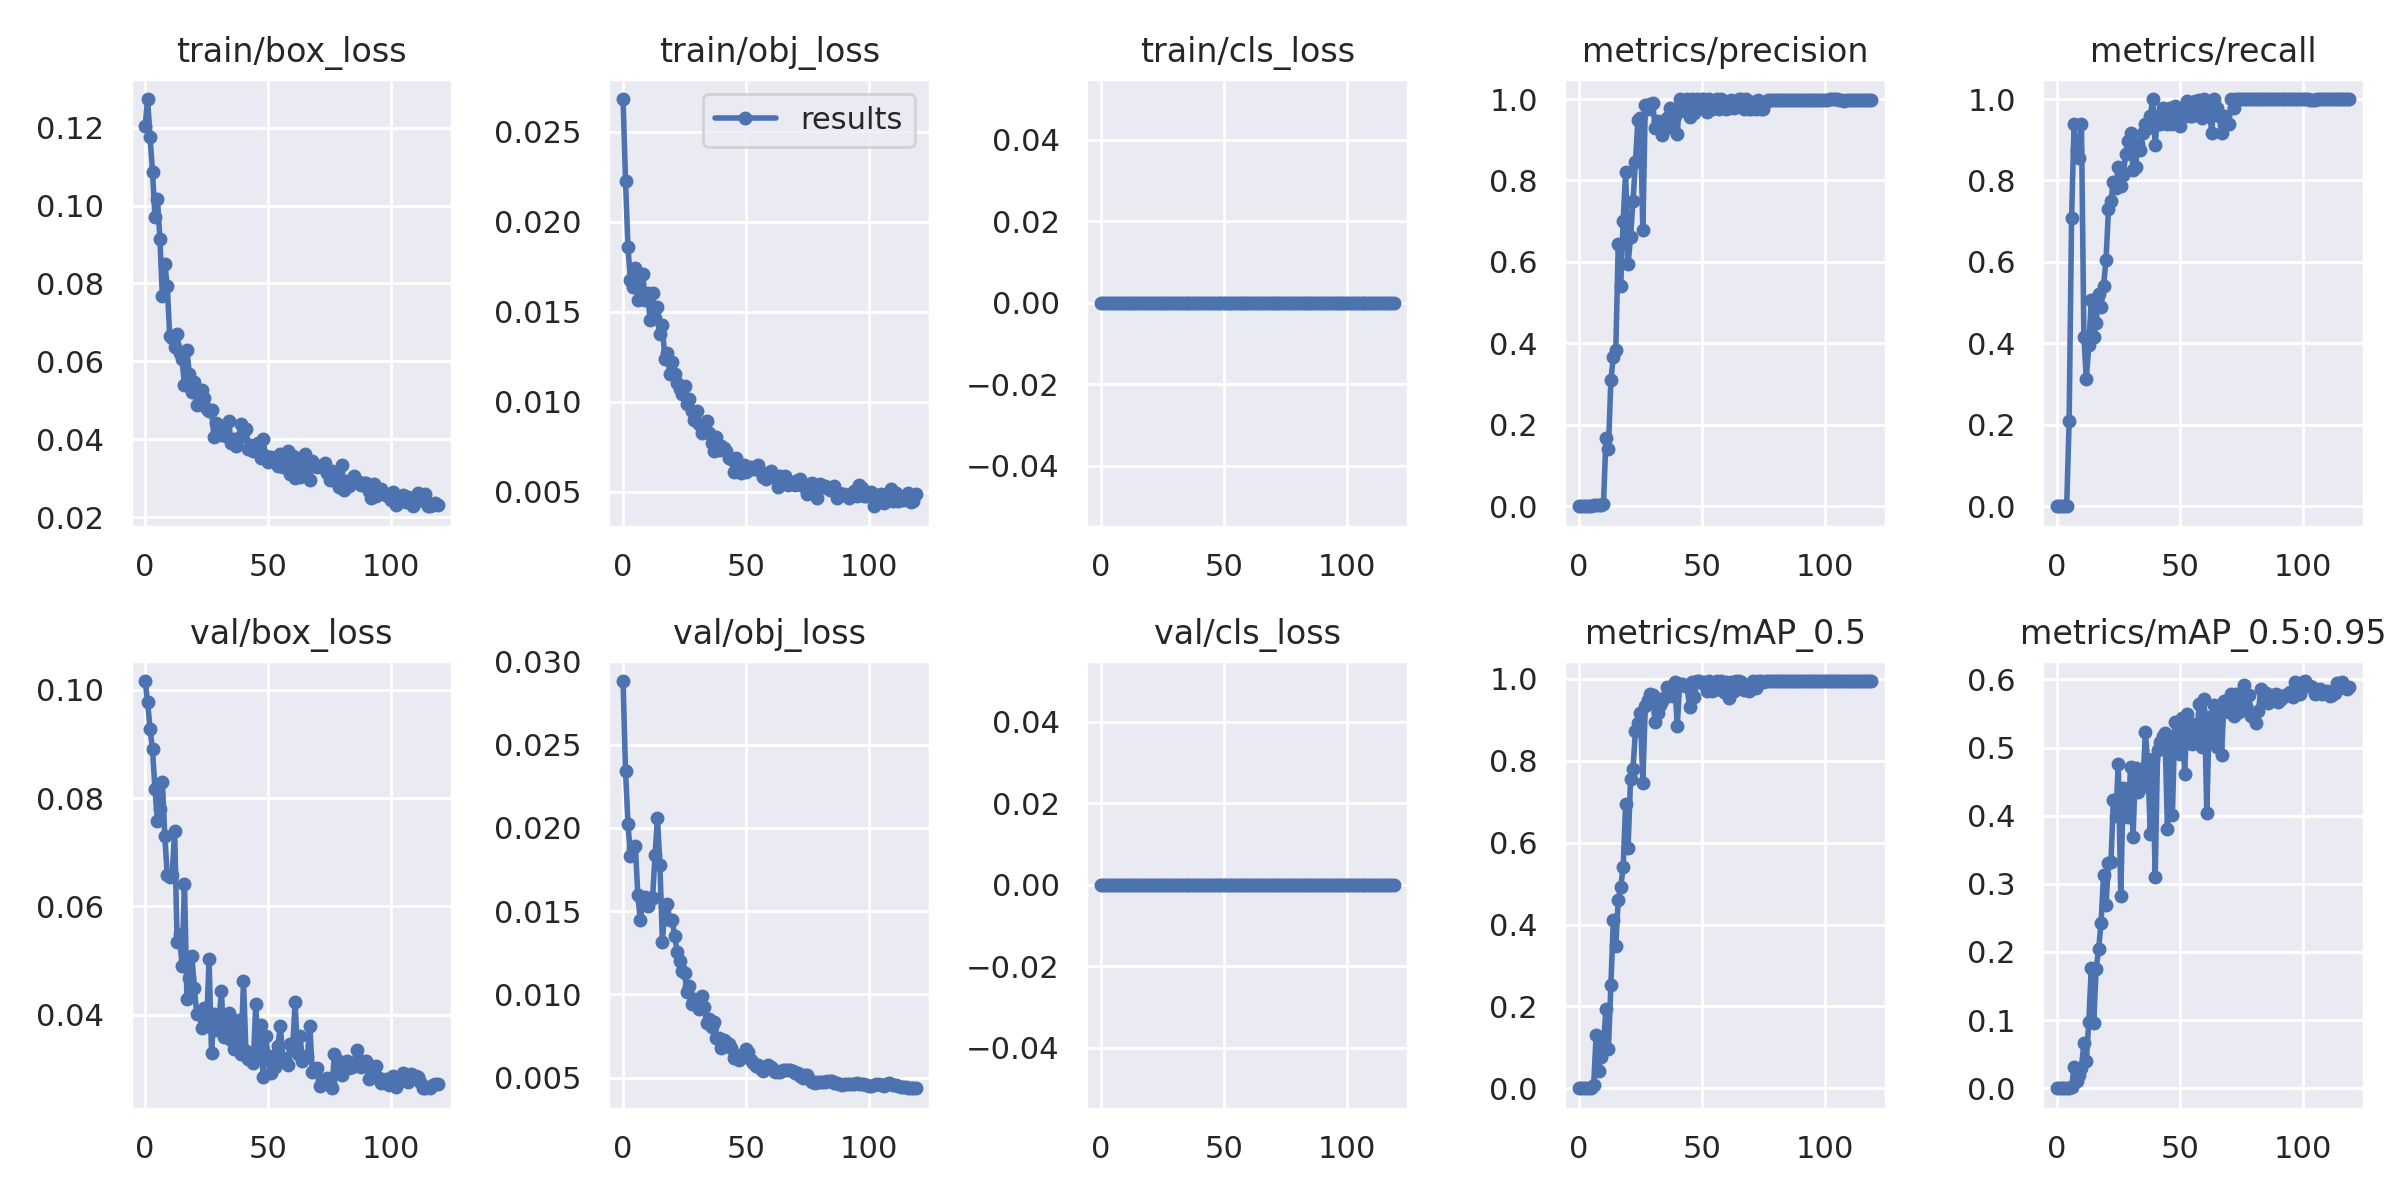 train/box_loss
0.12
0.10
0.08
0.06
0.04
0.02
0 50 100
train/obj_loss
results
0.025
0.020
0.015
0.010
0.005
0 50 100
train/cls_loss
0.04
0.02
0.00
−0.02
−0.04
0 50 100
metrics/precision
1.0
0.8
0.6
0.4
0.2
0.0
0 50 100
metrics/recall
1.0
0.8
0.6
0.4
0.2
0.0
0 50 100
val/box_loss
0.10
0.08
0.06
0.04
0 50 100
val/obj_loss
0.030
0.025
0.020
0.015
0.010
0.005
0 50 100
val/cls_loss
0.04
0.02
0.00
−0.02
−0.04
0 50 100
metrics/mAP_0.5
1.0
0.8
0.6
0.4
0.2
0.0
0 50 100
metrics/mAP_0.5:0.95
0.6
0.5
0.4
0.3
0.2
0.1
0.0
0 50 100